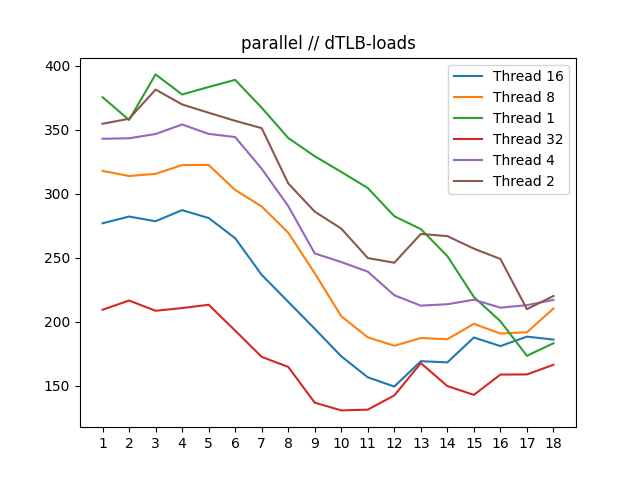 parallel // dTLB-loads
400
350
300
250
200
150
Thread 16
Thread 8
Thread 1
Thread 32
Thread 4
Thread 2
1 2 3 4 5 6 7 8 9 10 11 12 13 14 15 16 17 18